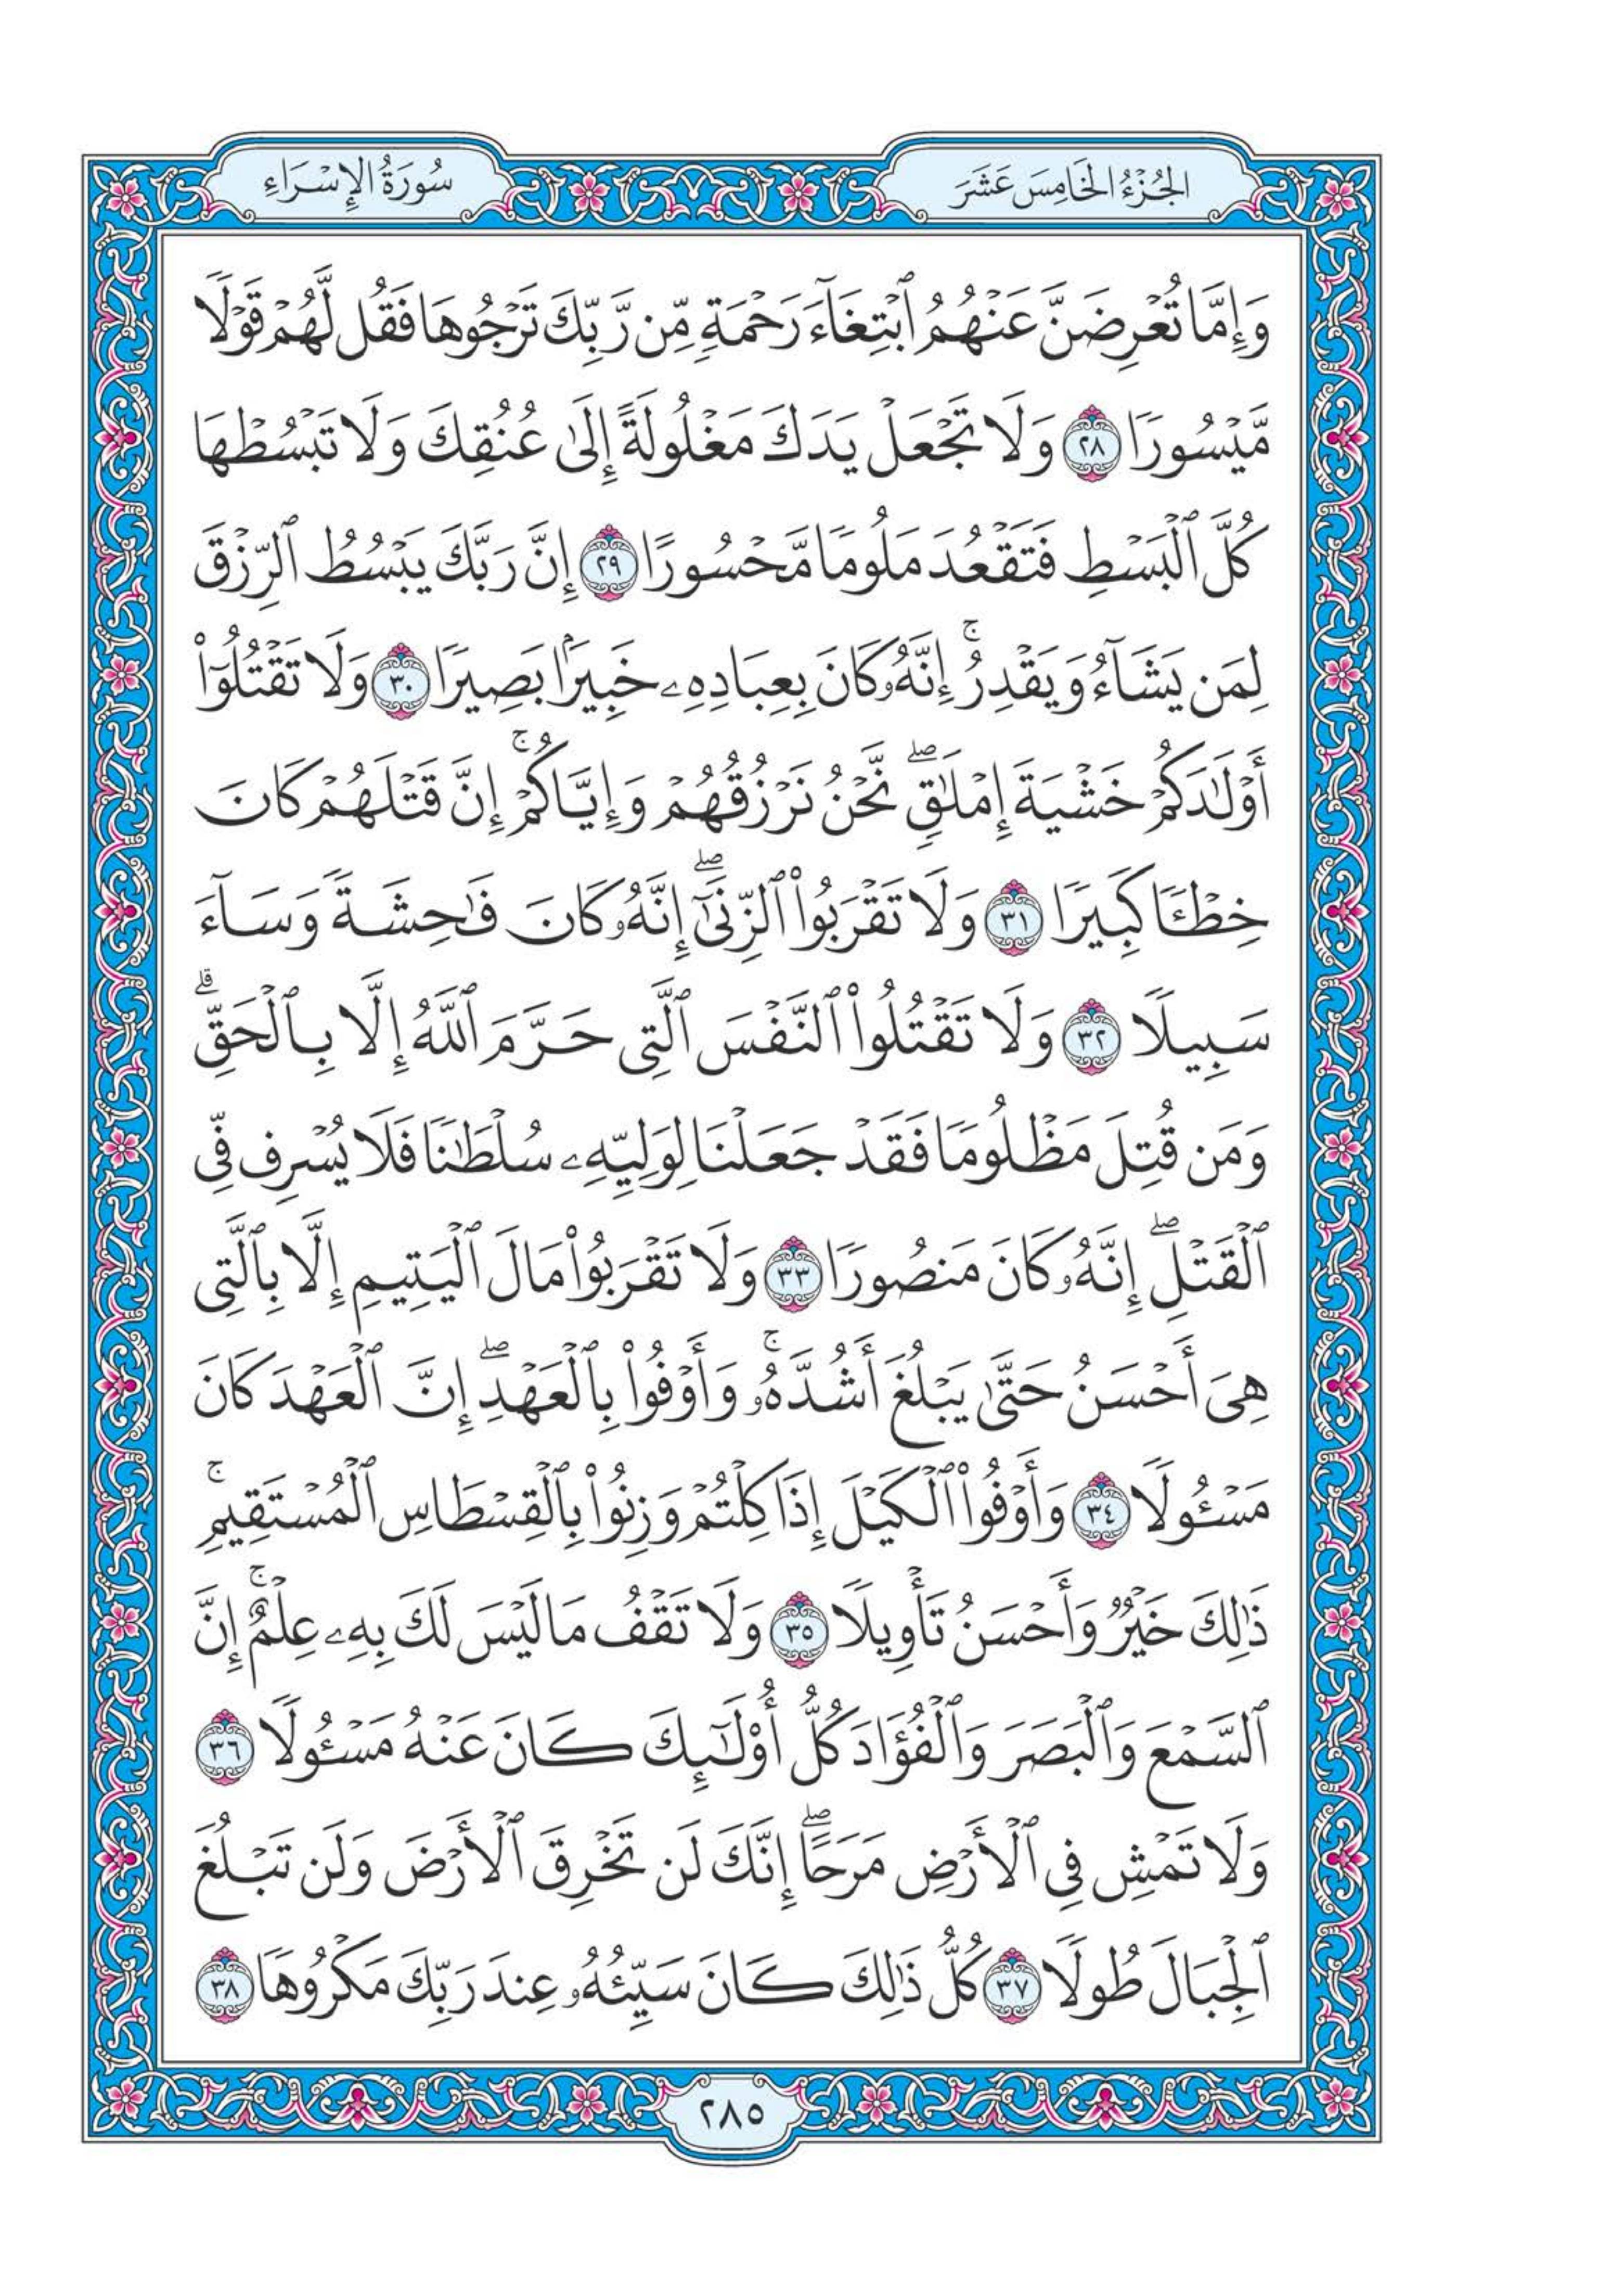 الجُزْءُ الخَامِسَ عَشَرَ
سُورَةُ الإِسْرَاءِ
وَإِمَّا تُعْرِضَنَّ عَنْهُمُ ٱبْتِغَآءَ رَحْمَةٍ مِّن رَّبِّكَ تَرْجُوهَا فَقُل لَّهُمْ قَوْلًا
مَّيْسُورًا ٢٨ وَلَا تَجْعَلْ يَدَكَ مَغْلُولَةً إِلَىٰ عُنُقِكَ وَلَا تَبْسُطْهَا
كُلَّ ٱلْبَسْطِ فَتَقْعُدَ مَلُومًا مَّحْسُورًا ٢٩ إِنَّ رَبَّكَ يَبْسُطُ ٱلرِّزْقَ
لِمَن يَشَآءُ وَيَقْدِرُ ۚ إِنَّهُۥ كَانَ بِعِبَادِهِۦ خَبِيرًۢا بَصِيرًا ٣٠ وَلَا تَقْتُلُوٓا۟
أَوْلَـٰدَكُمْ خَشْيَةَ إِمْلَـٰقٍ ۖ نَّحْنُ نَرْزُقُهُمْ وَإِيَّاكُمْ ۚ إِنَّ قَتْلَهُمْ كَانَ
خِطْـًٔا كَبِيرًا ٣١ وَلَا تَقْرَبُوا۟ ٱلزِّنَىٰٓ ۖ إِنَّهُۥ كَانَ فَـٰحِشَةً وَسَآءَ
سَبِيلًا ٣٢ وَلَا تَقْتُلُوا۟ ٱلنَّفْسَ ٱلَّتِى حَرَّمَ ٱللَّهُ إِلَّا بِٱلْحَقِّ ۗ
وَمَن قُتِلَ مَظْلُومًا فَقَدْ جَعَلْنَا لِوَلِيِّهِۦ سُلْطَـٰنًا فَلَا يُسْرِف فِّى
ٱلْقَتْلِ ۖ إِنَّهُۥ كَانَ مَنصُورًا ٣٣ وَلَا تَقْرَبُوا۟ مَالَ ٱلْيَتِيمِ إِلَّا بِٱلَّتِى
هِىَ أَحْسَنُ حَتَّىٰ يَبْلُغَ أَشُدَّهُۥ ۚ وَأَوْفُوا۟ بِٱلْعَهْدِ ۖ إِنَّ ٱلْعَهْدَ كَانَ
مَسْـُٔولًا ٣٤ وَأَوْفُوا۟ ٱلْكَيْلَ إِذَا كِلْتُمْ وَزِنُوا۟ بِٱلْقِسْطَاسِ ٱلْمُسْتَقِيمِ ۚ
ذَٰلِكَ خَيْرٌ وَأَحْسَنُ تَأْوِيلًا ٣٥ وَلَا تَقْفُ مَا لَيْسَ لَكَ بِهِۦ عِلْمٌ ۚ إِنَّ
ٱلسَّمْعَ وَٱلْبَصَرَ وَٱلْفُؤَادَ كُلُّ أُو۟لَـٰٓئِكَ كَانَ عَنْهُ مَسْـُٔولًا ٣٦
وَلَا تَمْشِ فِى ٱلْأَرْضِ مَرَحًا ۖ إِنَّكَ لَن تَخْرِقَ ٱلْأَرْضَ وَلَن تَبْلُغَ
ٱلْجِبَالَ طُولًا ٣٧ كُلُّ ذَٰلِكَ كَانَ سَيِّئُهُۥ عِندَ رَبِّكَ مَكْرُوهًا ٣٨
٢٨٥